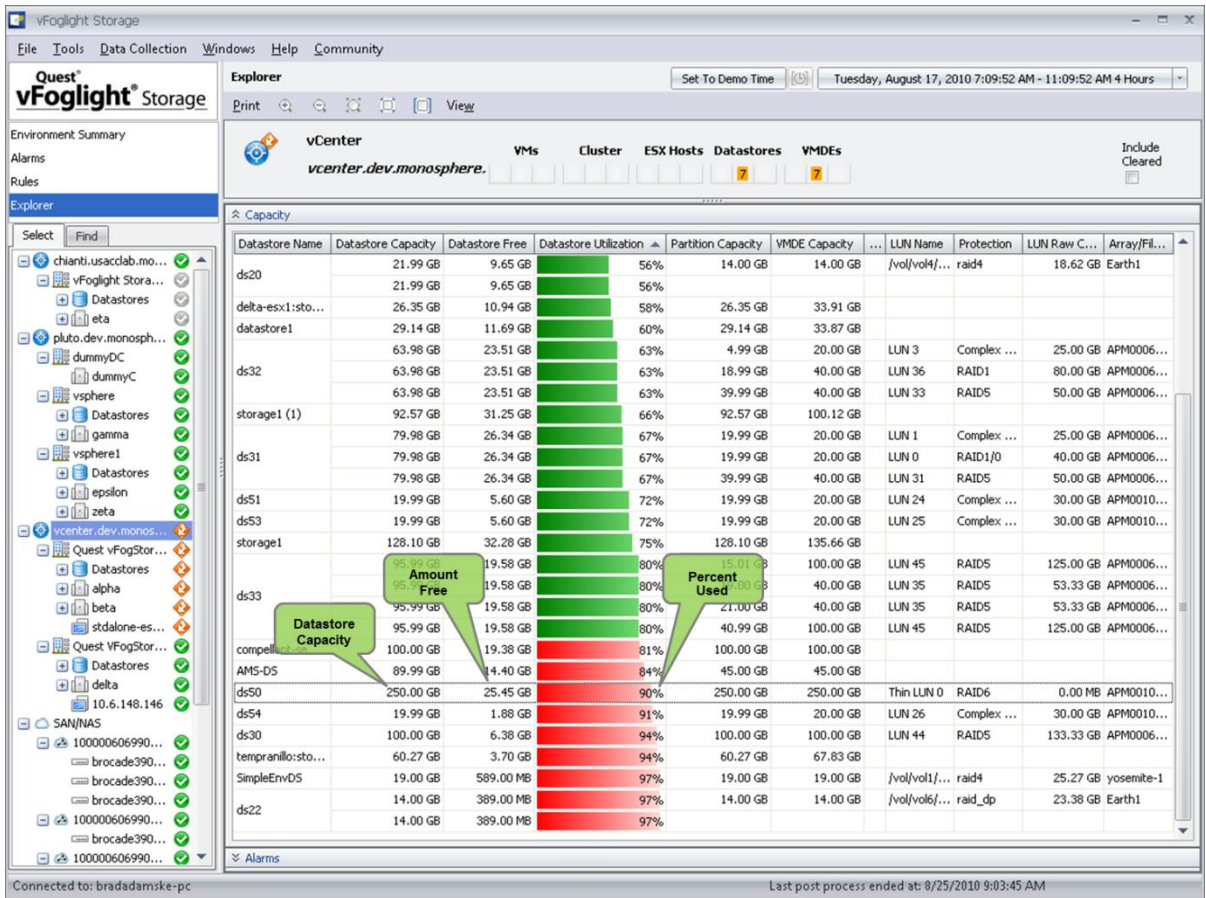 vFoglight Storage
File Tools Data Collection Windows Help Community
Quest®
vFoglight® Storage
Environment Summary
Alarms
Rules
Explorer
Select Find
chianti.usacclab.mo...
vFoglight Stora...
Datastores
eta
pluto.dev.monosph...
dummyDC
dummyC
vsphere
Datastores
gamma
vsphere1
Datastores
epsilon
zeta
vcenter.dev.monos...
Quest vFogStor...
Datastores
alpha
beta
stdalone-es...
Quest VFogStor...
Datastores
delta
10.6.148.146
SAN/NAS
100000606990...
brocade390...
brocade390...
brocade390...
100000606990...
brocade390...
100000606990...
Explorer
Set To Demo Time
Tuesday, August 17, 2010 7:09:52 AM - 11:09:52 AM 4 Hours
Print View
vCenter
vcenter.dev.monosphere.
VMs Cluster ESX Hosts Datastores VMDEs
7 7
Include
Cleared
Capacity
Datastore Name Datastore Capacity Datastore Free Datastore Utilization Partition Capacity VMDE Capacity ... LUN Name Protection LUN Raw C... Array/Fil...
ds20 21.99 GB 9.65 GB 56% 14.00 GB 14.00 GB /vol/vol4/... raid4 18.62 GB Earth1
21.99 GB 9.65 GB 56%
delta-esx1:sto... 26.35 GB 10.94 GB 58% 26.35 GB 33.91 GB
datastore1 29.14 GB 11.69 GB 60% 29.14 GB 33.87 GB
ds32 63.98 GB 23.51 GB 63% 4.99 GB 20.00 GB LUN 3 Complex ... 25.00 GB APM0006...
63.98 GB 23.51 GB 63% 18.99 GB 40.00 GB LUN 36 RAID1 80.00 GB APM0006...
63.98 GB 23.51 GB 63% 39.99 GB 40.00 GB LUN 33 RAID5 50.00 GB APM0006...
storage1 (1) 92.57 GB 31.25 GB 66% 92.57 GB 100.12 GB
ds31 79.98 GB 26.34 GB 67% 19.99 GB 20.00 GB LUN 1 Complex ... 25.00 GB APM0006...
79.98 GB 26.34 GB 67% 19.99 GB 20.00 GB LUN 0 RAID1/0 40.00 GB APM0006...
79.98 GB 26.34 GB 67% 39.99 GB 40.00 GB LUN 31 RAID5 50.00 GB APM0006...
ds51 19.99 GB 5.60 GB 72% 19.99 GB 20.00 GB LUN 24 Complex ... 30.00 GB APM0010...
ds53 19.99 GB 5.60 GB 72% 19.99 GB 20.00 GB LUN 25 Complex ... 30.00 GB APM0010...
storage1 128.10 GB 32.28 GB 75% 128.10 GB 135.66 GB
ds33 95.99 GB 19.58 GB 80% 15.01 GB 100.00 GB LUN 45 RAID5 125.00 GB APM0006...
19.58 GB 80% 40.00 GB LUN 35 RAID5 53.33 GB APM0006...
95.99 GB 19.58 GB 80% 21.00 GB 40.00 GB LUN 35 RAID5 53.33 GB APM0006...
95.99 GB 19.58 GB 80% 40.99 GB 100.00 GB LUN 45 RAID5 125.00 GB APM0006...
100.00 GB 19.38 GB 81% 100.00 GB 100.00 GB
AMS-DS 89.99 GB 14.40 GB 84% 45.00 GB 45.00 GB
ds50 250.00 GB 25.45 GB 90% 250.00 GB 250.00 GB Thin LUN 0 RAID6 0.00 MB APM0010...
ds54 19.99 GB 1.88 GB 91% 19.99 GB 20.00 GB LUN 26 Complex ... 30.00 GB APM0010...
ds30 100.00 GB 6.38 GB 94% 100.00 GB 100.00 GB LUN 44 RAID5 133.33 GB APM0006...
tempranillo:sto... 60.27 GB 3.70 GB 94% 60.27 GB 67.83 GB
SimpleEnvDS 19.00 GB 589.00 MB 97% 19.00 GB 19.00 GB /vol/vol1/... raid4 25.27 GB yosemite-1
ds22 14.00 GB 389.00 MB 97% 14.00 GB 14.00 GB /vol/vol6/... raid_dp 23.38 GB Earth1
14.00 GB 389.00 MB 97%
Datastore
Capacity
Amount
Free
Percent
Used
Alarms
Connected to: bradadamske-pc
Last post process ended at: 8/25/2010 9:03:45 AM